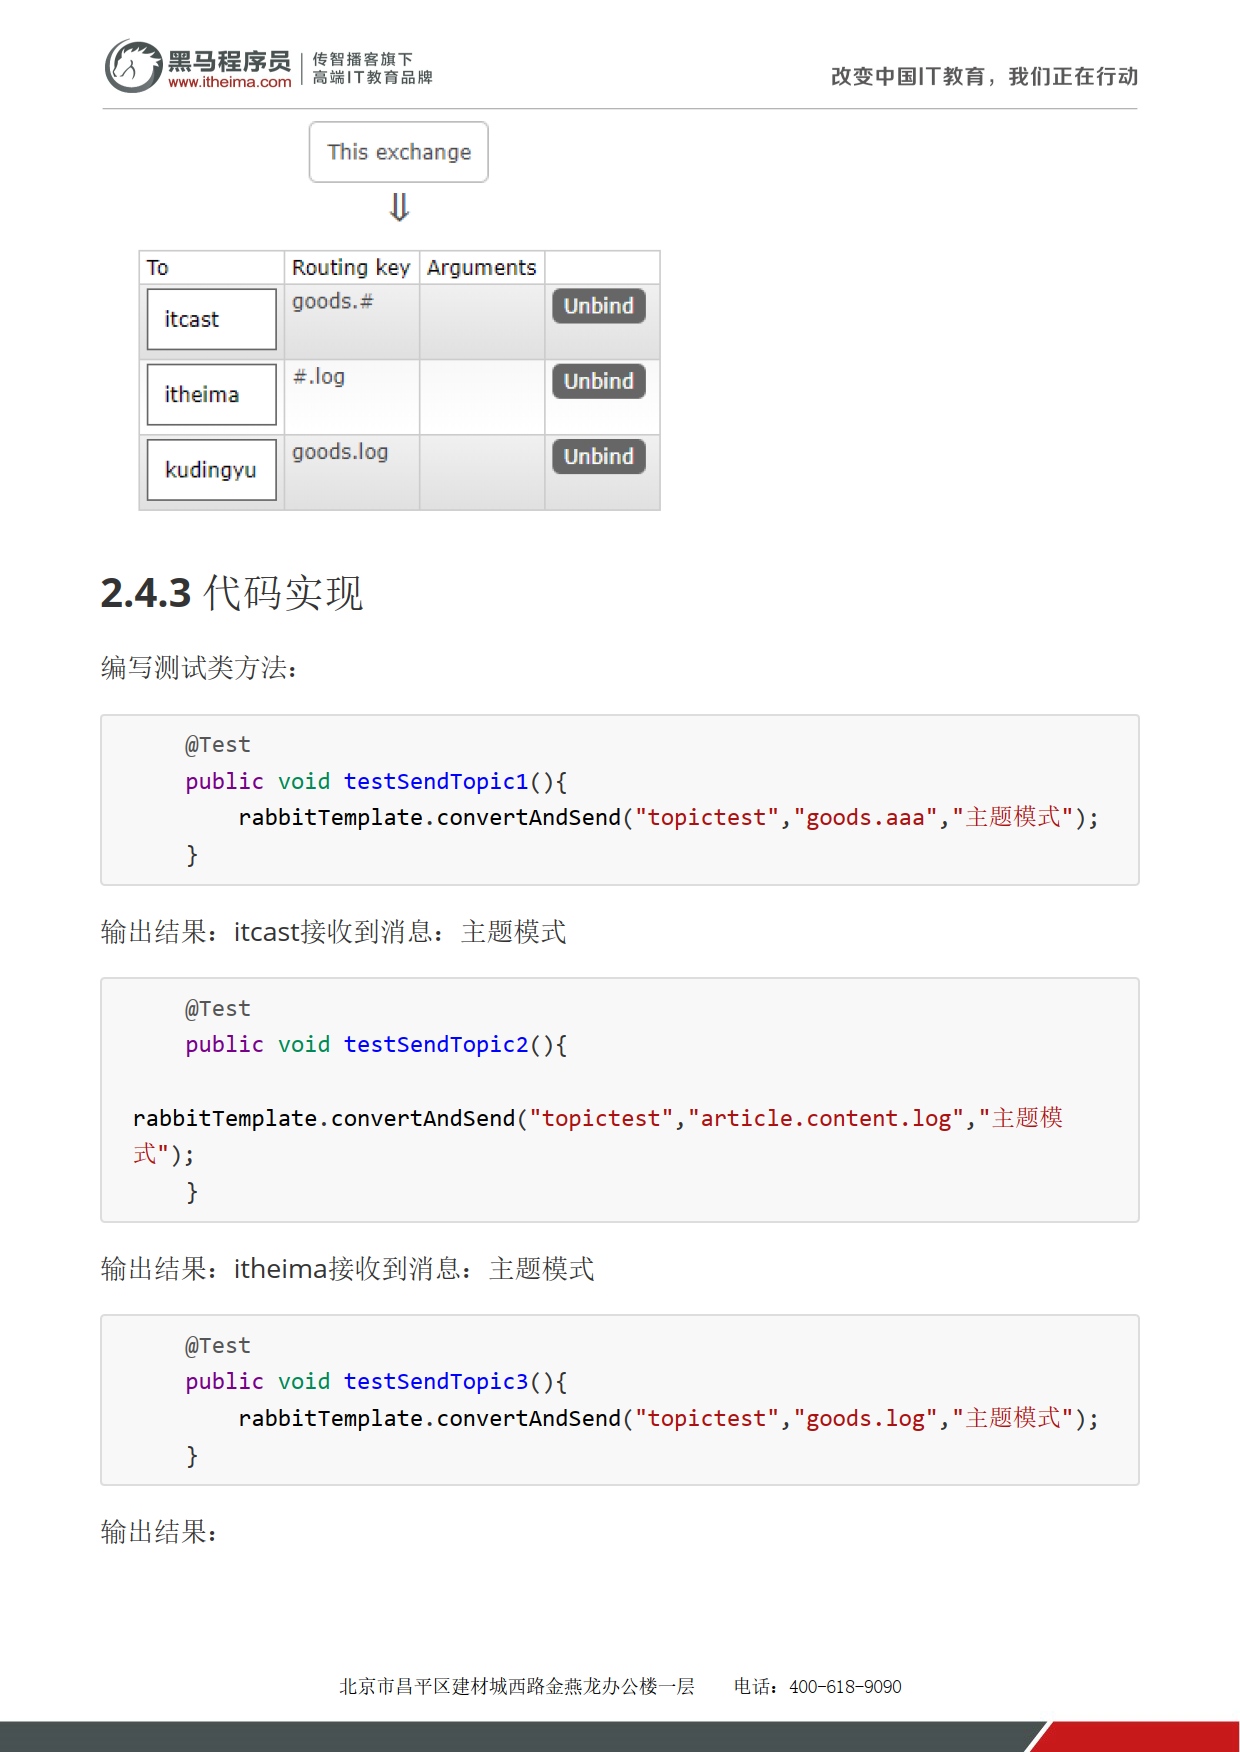 黑马程序员
www.itheima.com
传智播客旗下
高端IT教育品牌
改变中国IT教育，我们正在行动
This exchange
⇓
To Routing key Arguments
itcast goods.# Unbind
itheima #.log Unbind
kudingyu goods.log Unbind
2.4.3 代码实现
编写测试类方法：
@Test
public void testSendTopic1(){
rabbitTemplate.convertAndSend("topictest","goods.aaa","主题模式");
}
输出结果：itcast接收到消息：主题模式
@Test
public void testSendTopic2(){
rabbitTemplate.convertAndSend("topictest","article.content.log","主题模
式");
}
输出结果：itheima接收到消息：主题模式
@Test
public void testSendTopic3(){
rabbitTemplate.convertAndSend("topictest","goods.log","主题模式");
}
输出结果：
北京市昌平区建材城西路金燕龙办公楼一层 电话：400-618-9090